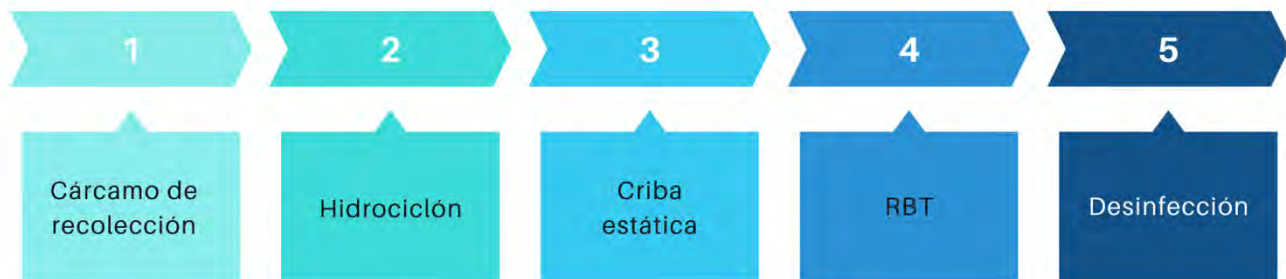 1
2
3
4
5
Cárcamo de
recolección
Hidrociclón
Criba
estática
RBT
Desinfección